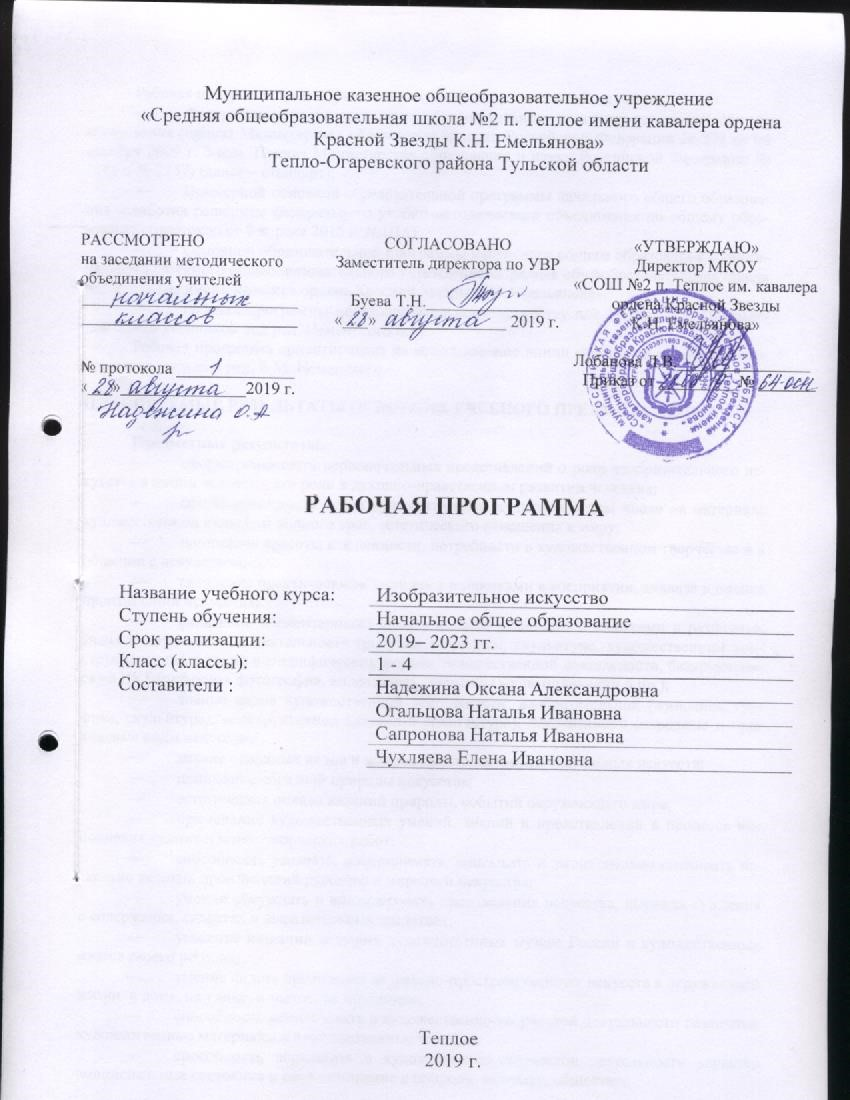 Муниципальное казенное общеобразовательное учреждение
«Средняя общеобразовательная школа №2 п. Теплое имени кавалера ордена
Красной Звезды К.Н. Емельянова»
Тепло-Огаревского района Тульской области
РАССМОТРЕНО
на заседании методического
объединения учителей
начальных
классов
№ протокола 1
«28» августа 2019 г.
Надежина О.А
СОГЛАСОВАНО
Заместитель директора по УВР
Буева Т.Н.
«28» августа 2019 г.
«УТВЕРЖДАЮ»
Директор МКОУ
«СОШ №2 п. Теплое им. кавалера
ордена Красной Звезды
К.Н. Емельянова»
Лобанова Л.В.
Приказ от № 64-осн
РАБОЧАЯ ПРОГРАММА
Название учебного курса: Изобразительное искусство
Ступень обучения: Начальное общее образование
Срок реализации: 2019– 2023 гг.
Класс (классы): 1 - 4
Составители : Надежина Оксана Александровна
Огальцова Наталья Ивановна
Сапронова Наталья Ивановна
Чухляева Елена Ивановна
Теплое
2019 г.